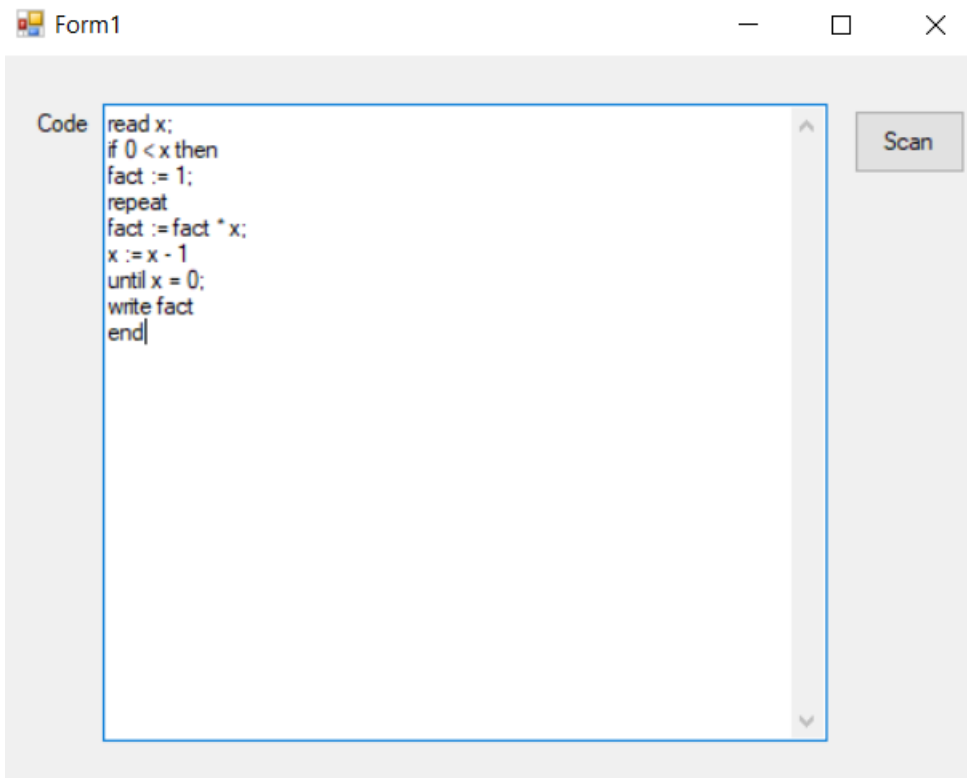 Form1
Code
read x;
if 0 < x then
fact := 1;
repeat
fact := fact * x;
x := x - 1
until x = 0;
write fact
end
Scan